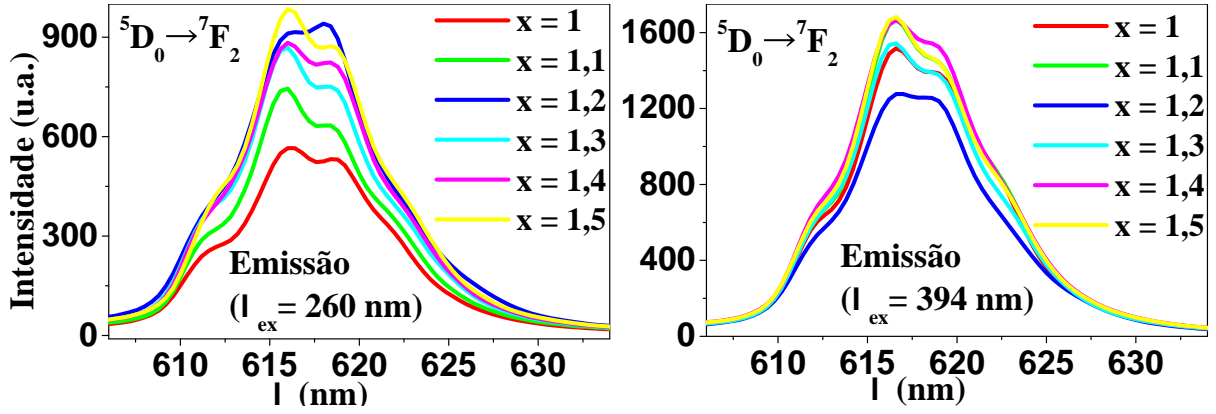 Intensidade (u.a.)
900
600
300
0
⁵D₀→⁷F₂
x = 1
x = 1,1
x = 1,2
x = 1,3
x = 1,4
x = 1,5
Emissão
(l ex = 260 nm)
610 615 620 625 630
l (nm)
1600
1200
800
400
0
⁵D₀→⁷F₂
x = 1
x = 1,1
x = 1,2
x = 1,3
x = 1,4
x = 1,5
Emissão
(l ex = 394 nm)
610 615 620 625 630
l (nm)